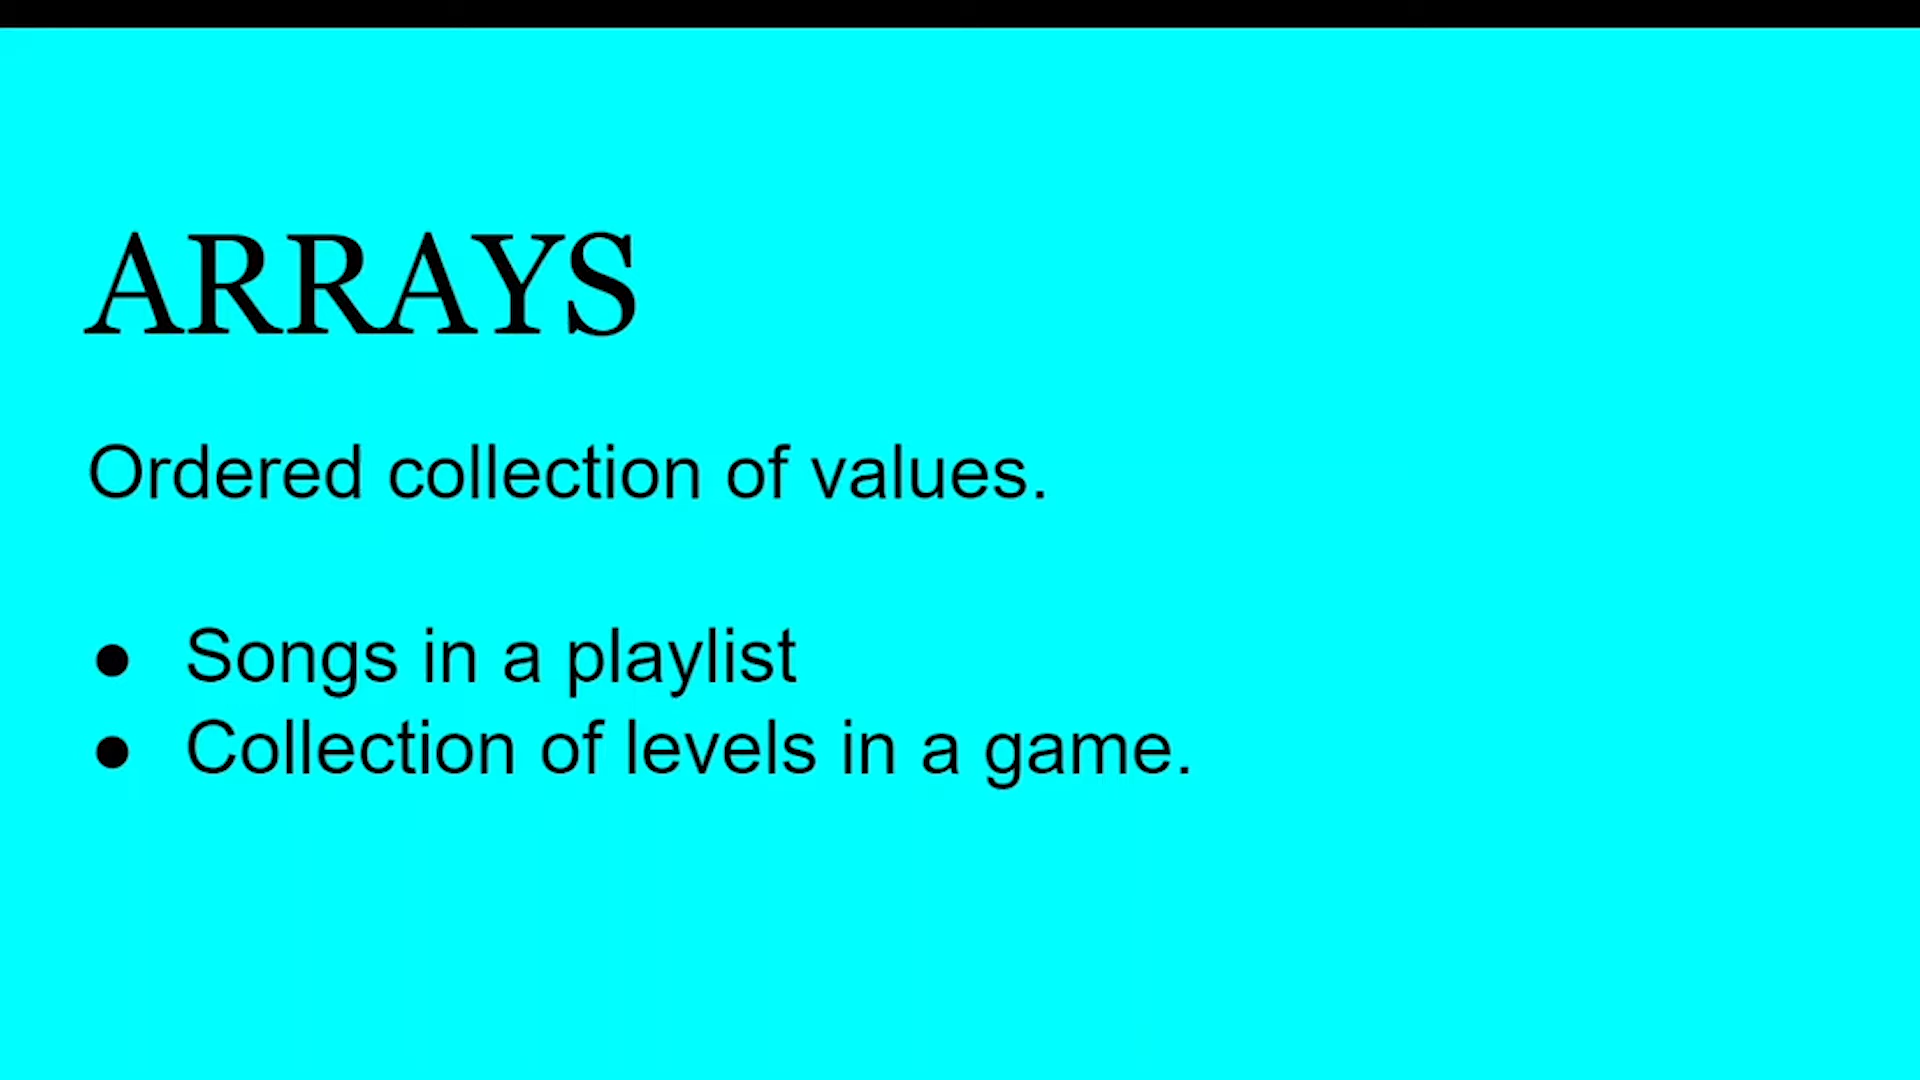 ARRAYS
Ordered collection of values.
● Songs in a playlist
● Collection of levels in a game.